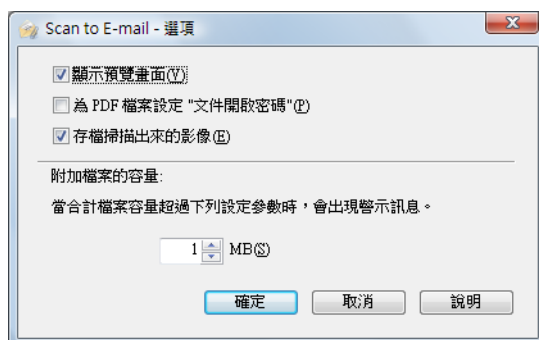 Scan to E-mail - 選項
顯示預覽畫面(V)
為 PDF 檔案設定 "文件開啟密碼"(P)
存檔掃描出來的影像(E)
附加檔案的容量:
當合計檔案容量超過下列設定參數時，會出現警示訊息。
1 MB(S)
確定 取消 說明